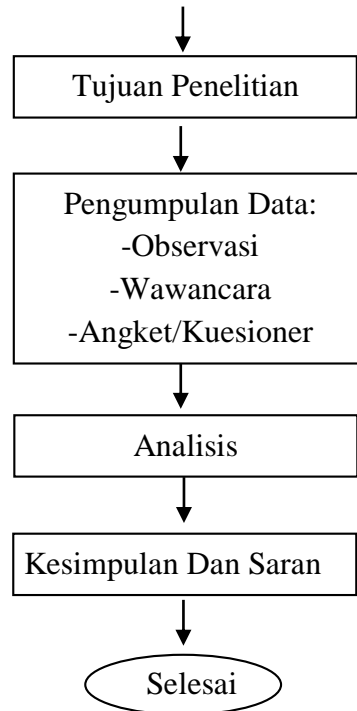 Tujuan Penelitian
Pengumpulan Data:
-Observasi
-Wawancara
-Angket/Kuesioner
Analisis
Kesimpulan Dan Saran
Selesai